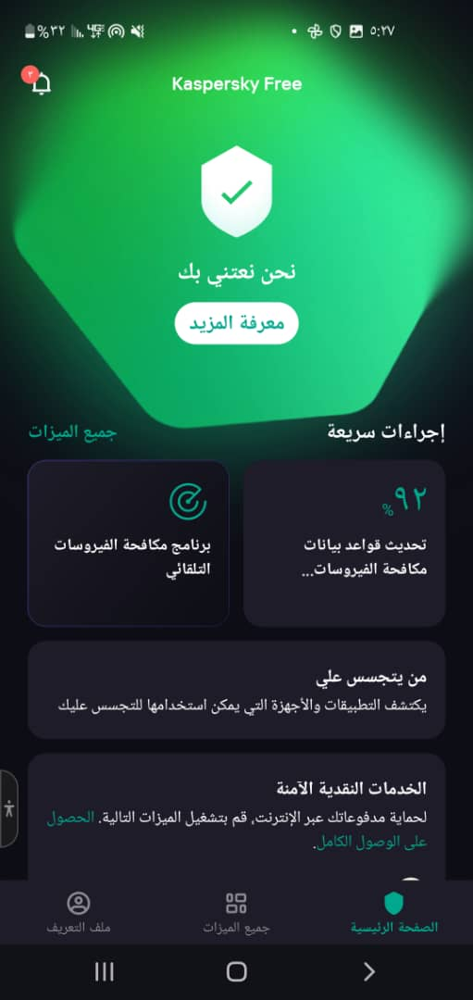 %٣٢ 4G ٥:٢٧
٣
Kaspersky Free
نحن نعتني بك
معرفة المزيد
إجراءات سريعة
جميع الميزات
٩٢%
تحديث قواعد بيانات
مكافحة الفيروسات...
برنامج مكافحة الفيروسات
التلقائي
من يتجسس علي
يكتشف التطبيقات والأجهزة التي يمكن استخدامها للتجسس عليك
الخدمات النقدية الآمنة
لحماية مدفوعاتك عبر الإنترنت، قم بتشغيل الميزات التالية. الحصول
على الوصول الكامل.
الصفحة الرئيسية
جميع الميزات
ملف التعريف